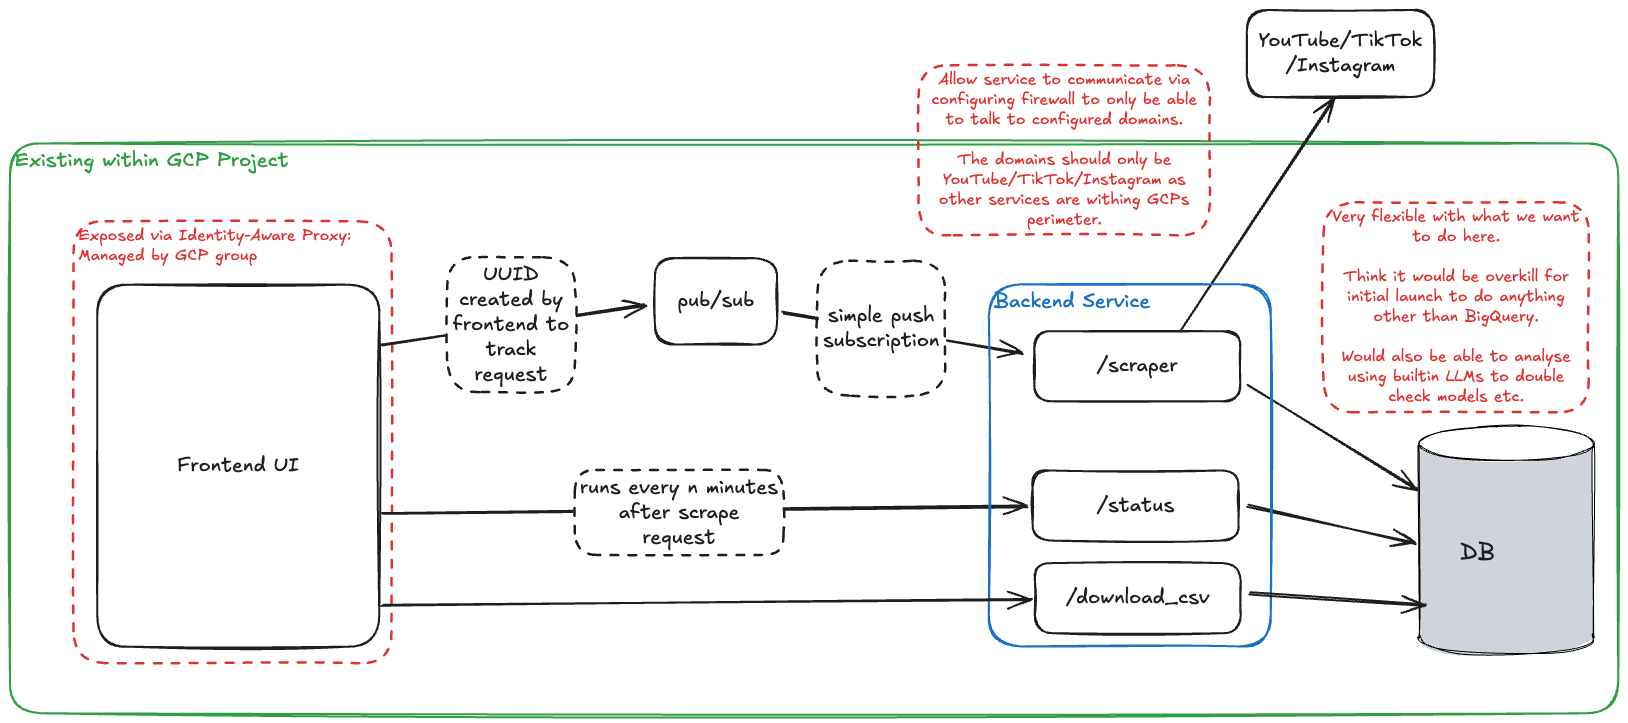 YouTube/TikTok
/Instagram
Allow service to communicate via
configuring firewall to only be able
to talk to configured domains.
The domains should only be
YouTube/TikTok/Instagram as
other services are withing GCPs
perimeter.
Existing within GCP Project
Very flexible with what we want
to do here.
Think it would be overkill for
initial launch to do anything
other than BigQuery.
Would also be able to analyse
using builtin LLMs to double
check models etc.
Exposed via Identity-Aware Proxy:
Managed by GCP group
Frontend UI
UUID
created by
frontend to
track
request
pub/sub
simple push
subscription
Backend Service
/scraper
runs every n minutes
after scrape
request
/status
/download_csv
DB